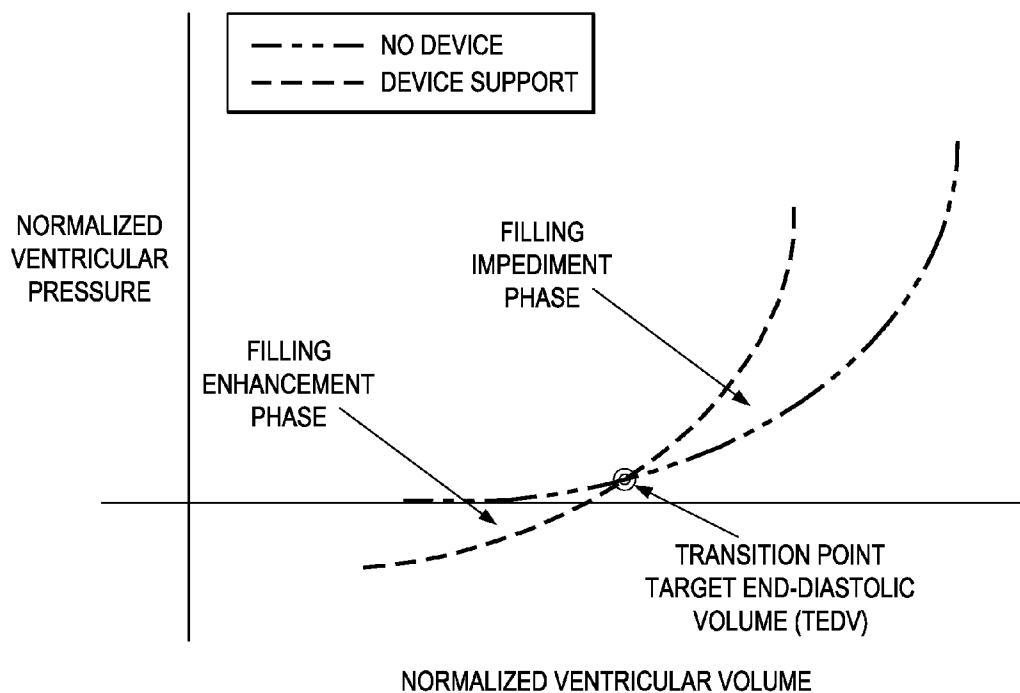 NO DEVICE
DEVICE SUPPORT
NORMALIZED
VENTRICULAR
PRESSURE
FILLING
IMPEDIMENT
PHASE
FILLING
ENHANCEMENT
PHASE
TRANSITION POINT
TARGET END-DIASTOLIC
VOLUME (TEDV)
NORMALIZED VENTRICULAR VOLUME